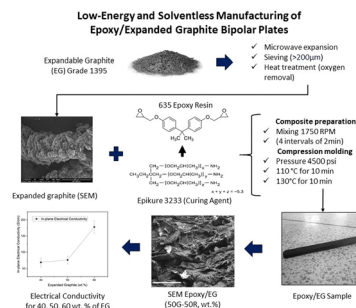 Low-Energy and Solventless Manufacturing of
Epoxy/Expanded Graphite Bipolar Plates
Expandable Graphite
(EG) Grade 1395
✓ Microwave expansion
✓ Sieving (>200µm)
✓ Heat treatment (oxygen
removal)
635 Epoxy Resin
Expanded graphite (SEM)
Epikure 3233 (Curing Agent)
Composite preparation
✓ Mixing 1750 RPM
✓ (4 intervals of 2min)
Compression molding
✓ Pressure 4500 psi
✓ 110 °C for 10 min
✓ 130°C for 10 min
In-plane Electrical Conductivity
Expanded Graphite (wt.%)
Electrical Conductivity
for 40, 50, 60 wt. % of EG
SEM Epoxy/EG
(50G-50R, wt.%)
Epoxy/EG Sample